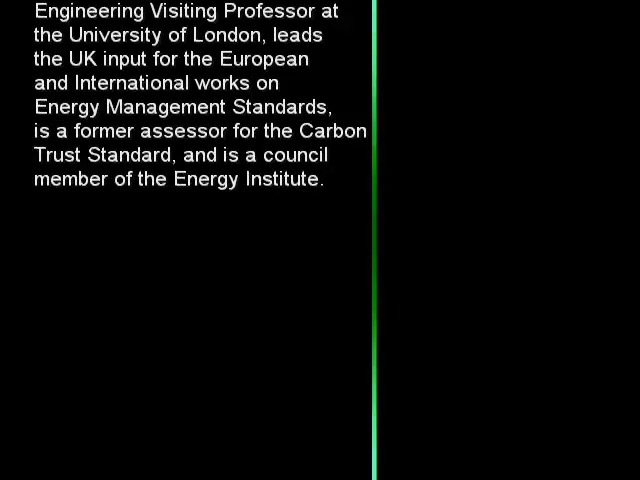 Engineering Visiting Professor at
the University of London, leads
the UK input for the European
and International works on
Energy Management Standards,
is a former assessor for the Carbon
Trust Standard, and is a council
member of the Energy Institute.